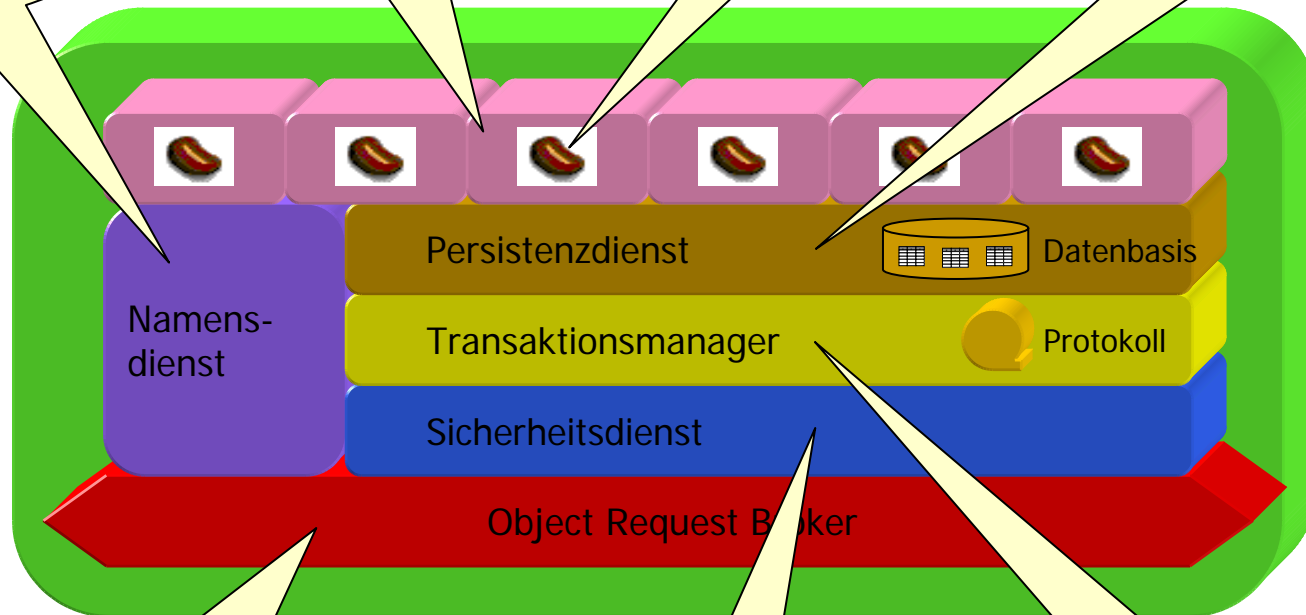 Persistenzdienst
Datenbasis
Namens-
dienst
Transaktionsmanager
Protokoll
Sicherheitsdienst
Object Request